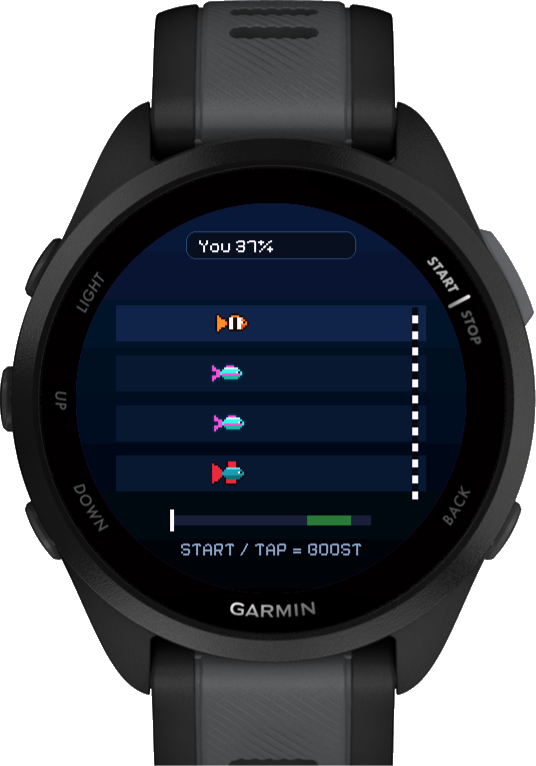 You 37%
START
STOP
LIGHT
UP
DOWN
BACK
START / TAP = BOOST
GARMIN